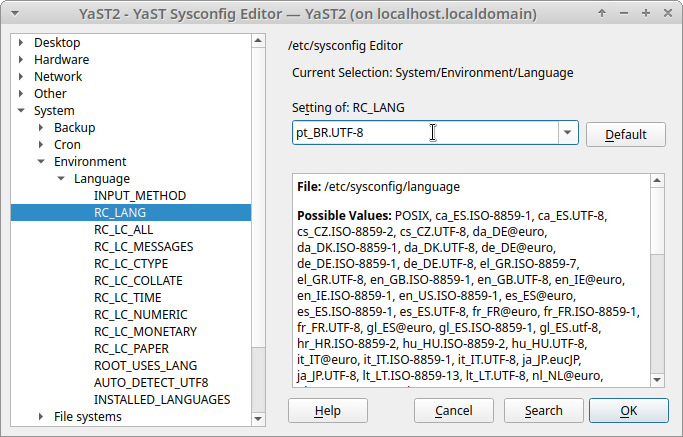 YaST2 - YaST Sysconfig Editor — YaST2 (on localhost.localdomain)
Desktop
Hardware
Network
Other
System
Backup
Cron
Environment
Language
INPUT_METHOD
RC_LANG
RC_LC_ALL
RC_LC_MESSAGES
RC_LC_CTYPE
RC_LC_COLLATE
RC_LC_TIME
RC_LC_NUMERIC
RC_LC_MONETARY
RC_LC_PAPER
ROOT_USES_LANG
AUTO_DETECT_UTF8
INSTALLED_LANGUAGES
File systems
/etc/sysconfig Editor
Current Selection: System/Environment/Language
Setting of: RC_LANG
pt_BR.UTF-8
Default
File: /etc/sysconfig/language
Possible Values: POSIX, ca_ES.ISO-8859-1, ca_ES.UTF-8,
cs_CZ.ISO-8859-2, cs_CZ.UTF-8, da_DE@euro,
da_DK.ISO-8859-1, da_DK.UTF-8, de_DE@euro,
de_DE.ISO-8859-1, de_DE.UTF-8, el_GR.ISO-8859-7,
el_GR.UTF-8, en_GB.ISO-8859-1, en_GB.UTF-8, en_IE@euro,
en_IE.ISO-8859-1, en_US.ISO-8859-1, es_ES@euro,
es_ES.ISO-8859-1, es_ES.UTF-8, fr_FR@euro, fr_FR.ISO-8859-1,
fr_FR.UTF-8, gl_ES@euro, gl_ES.ISO-8859-1, gl_ES.utf-8,
hr_HR.ISO-8859-2, hu_HU.ISO-8859-2, hu_HU.UTF-8,
it_IT@euro, it_IT.ISO-8859-1, it_IT.UTF-8, ja_JP.eucJP,
ja_JP.UTF-8, lt_LT.ISO-8859-13, lt_LT.UTF-8, nl_NL@euro,
Help
Cancel
Search
OK